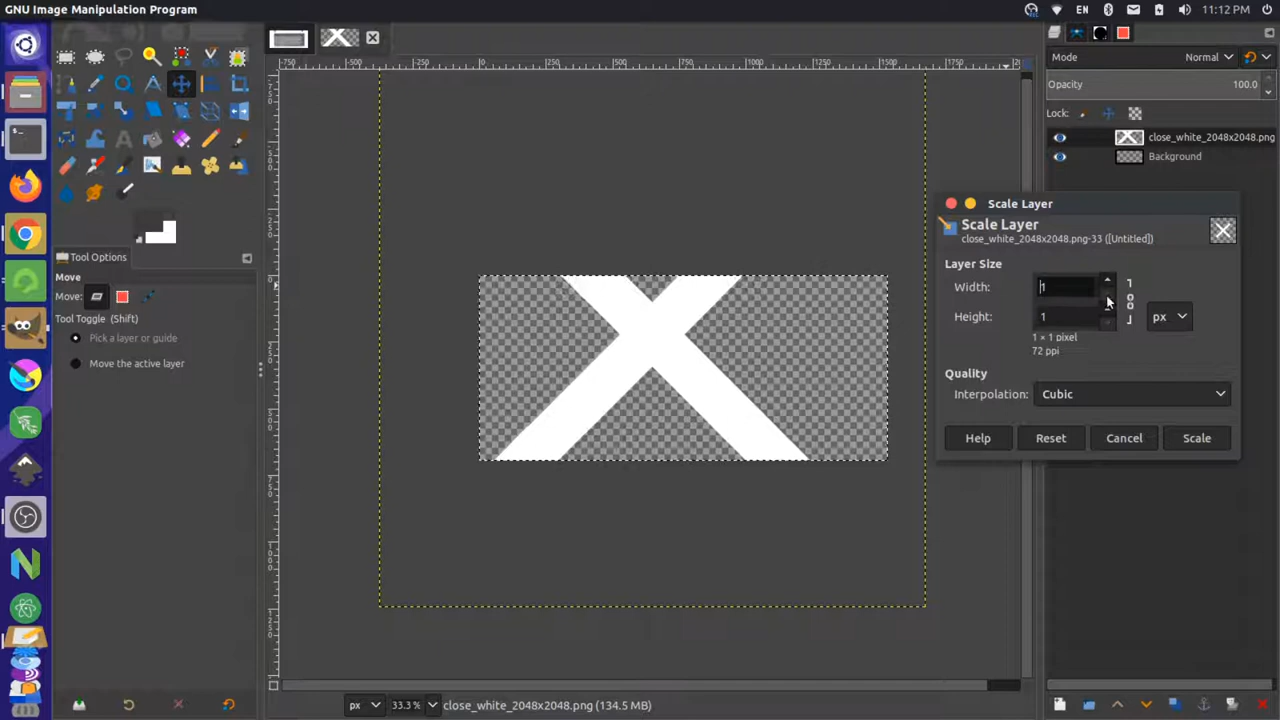 GNU Image Manipulation Program
EN
11:12 PM
Mode
Normal
Opacity
100.0
Lock:
close_white_2048x2048.png
Background
Scale Layer
Scale Layer
close_white_2048x2048.png-33 ([Untitled])
Layer Size
Width:
1
Height:
1
px
1 × 1 pixel
72 ppi
Quality
Interpolation:
Cubic
Help
Reset
Cancel
Scale
Tool Options
Move
Move:
Tool Toggle (Shift)
Pick a layer or guide
Move the active layer
px
33.3 %
close_white_2048x2048.png (134.5 MB)